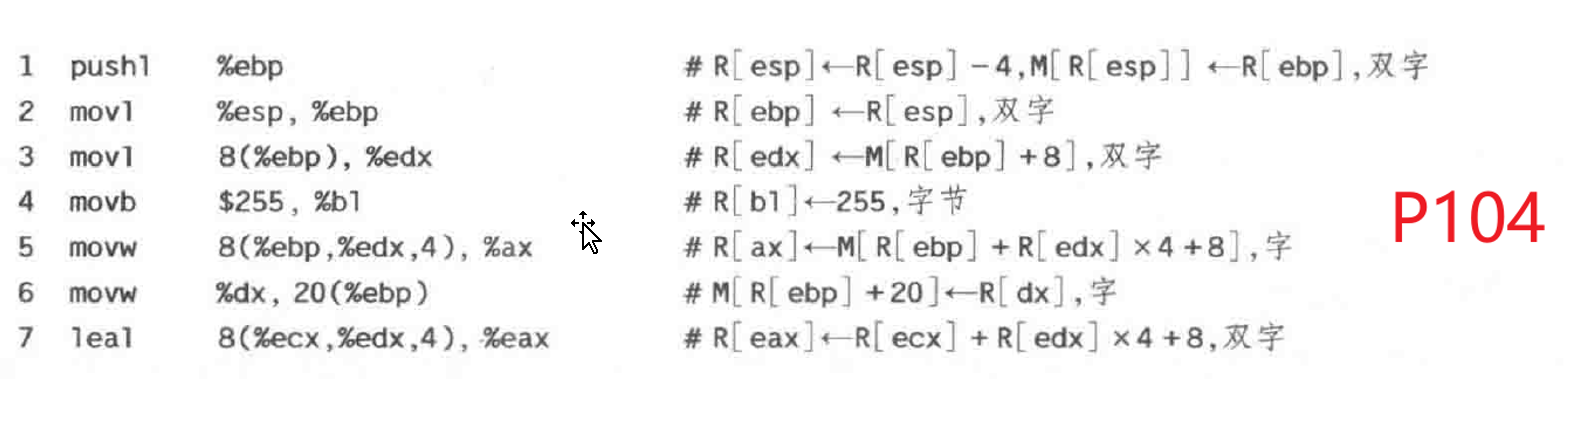 1 pushl %ebp # R[esp]←R[esp]-4,M[R[esp]]←R[ebp],双字
2 movl %esp, %ebp # R[ebp]←R[esp],双字
3 movl 8(%ebp), %edx # R[edx]←M[R[ebp]+8],双字
4 movb $255, %bl # R[bl]←255,字节
5 movw 8(%ebp,%edx,4), %ax # R[ax]←M[R[ebp]+R[edx]×4+8],字
P104
6 movw %dx, 20(%ebp) # M[R[ebp]+20]←R[dx],字
7 leal 8(%ecx,%edx,4), %eax # R[eax]←R[ecx]+R[edx]×4+8,双字